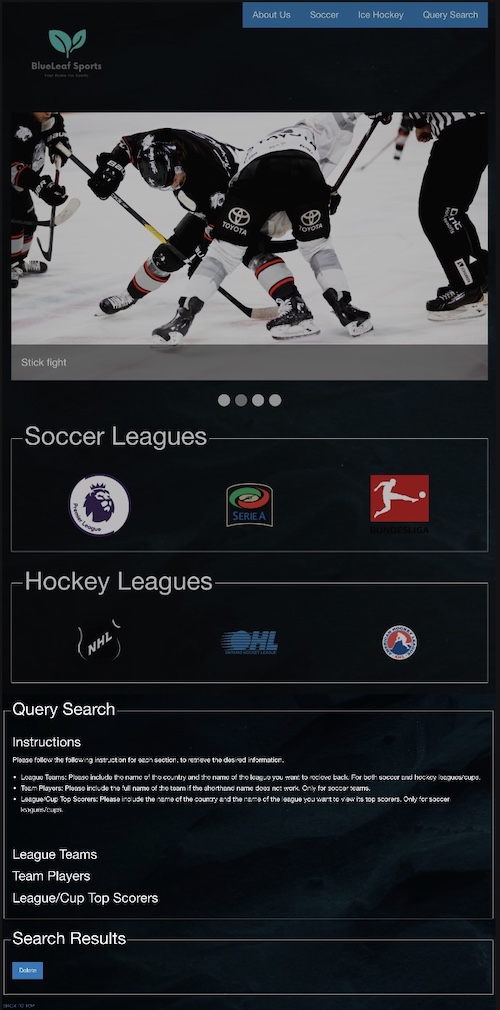 About Us Soccer Ice Hockey Query Search
BlueLeaf Sports
Your Home For Sports
TOYOTA TOYOTA
Stick fight
Soccer Leagues
Premier League
SERIE A
BUNDESLIGA
Hockey Leagues
NHL
OHL
ONTARIO HOCKEY LEAGUE
AMERICAN HOCKEY LEAGUE
Query Search
Instructions
Please follow the following instruction for each section, to retrieve the desired information.
League Teams: Please include the name of the country and the name of the league you want to recieve back. For both soccer and hockey leagues/cups.
Team Players: Please include the full name of the team if the shorthand name does not work. Only for soccer teams.
League/Cup Top Scorers: Please include the name of the country and the name of the league you want to view its top scorers. Only for soccer
leagues/cups.
League Teams
Team Players
League/Cup Top Scorers
Search Results
Delete
BACK TO TOP